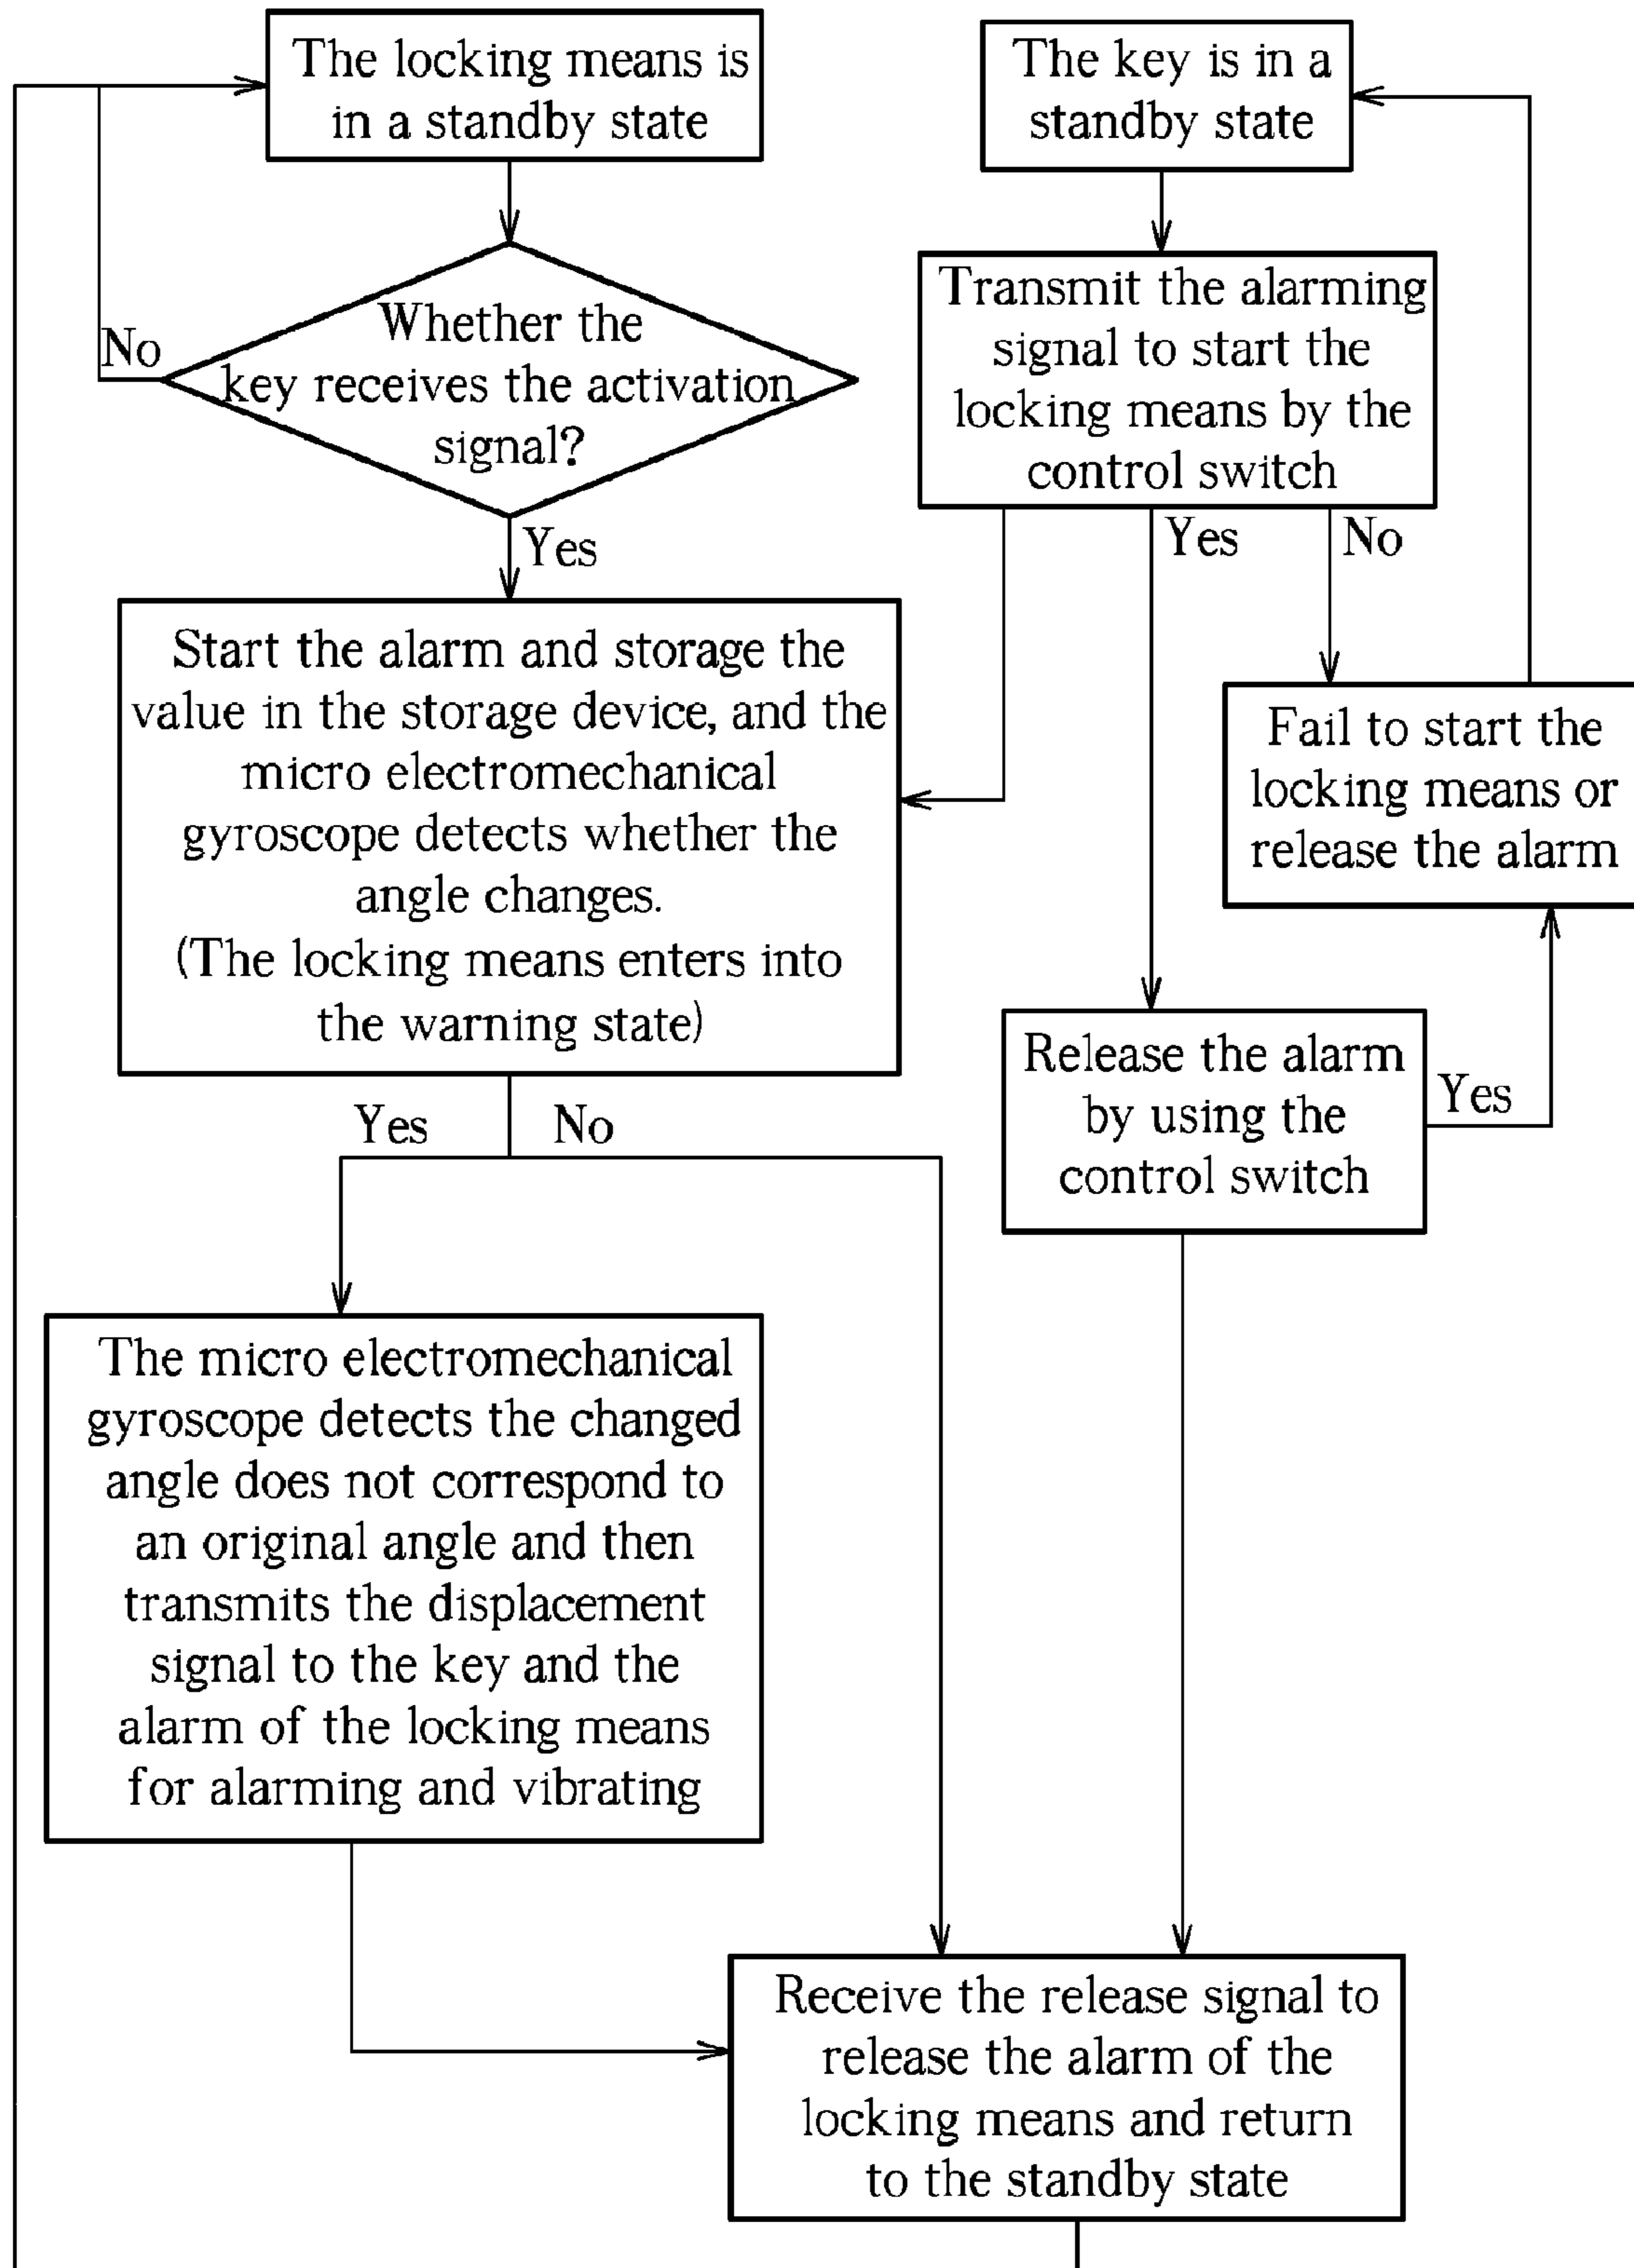 The locking means is
in a standby state
Whether the
key receives the activation
signal?
No
Yes
Start the alarm and storage the
value in the storage device, and the
micro electromechanical
gyroscope detects whether the
angle changes.
(The locking means enters into
the warning state)
Yes
No
The micro electromechanical
gyroscope detects the changed
angle does not correspond to
an original angle and then
transmits the displacement
signal to the key and the
alarm of the locking means
for alarming and vibrating
The key is in a
standby state
Transmit the alarming
signal to start the
locking means by the
control switch
Yes
No
Fail to start the
locking means or
release the alarm
Release the alarm
by using the
control switch
Yes
Receive the release signal to
release the alarm of the
locking means and return
to the standby state